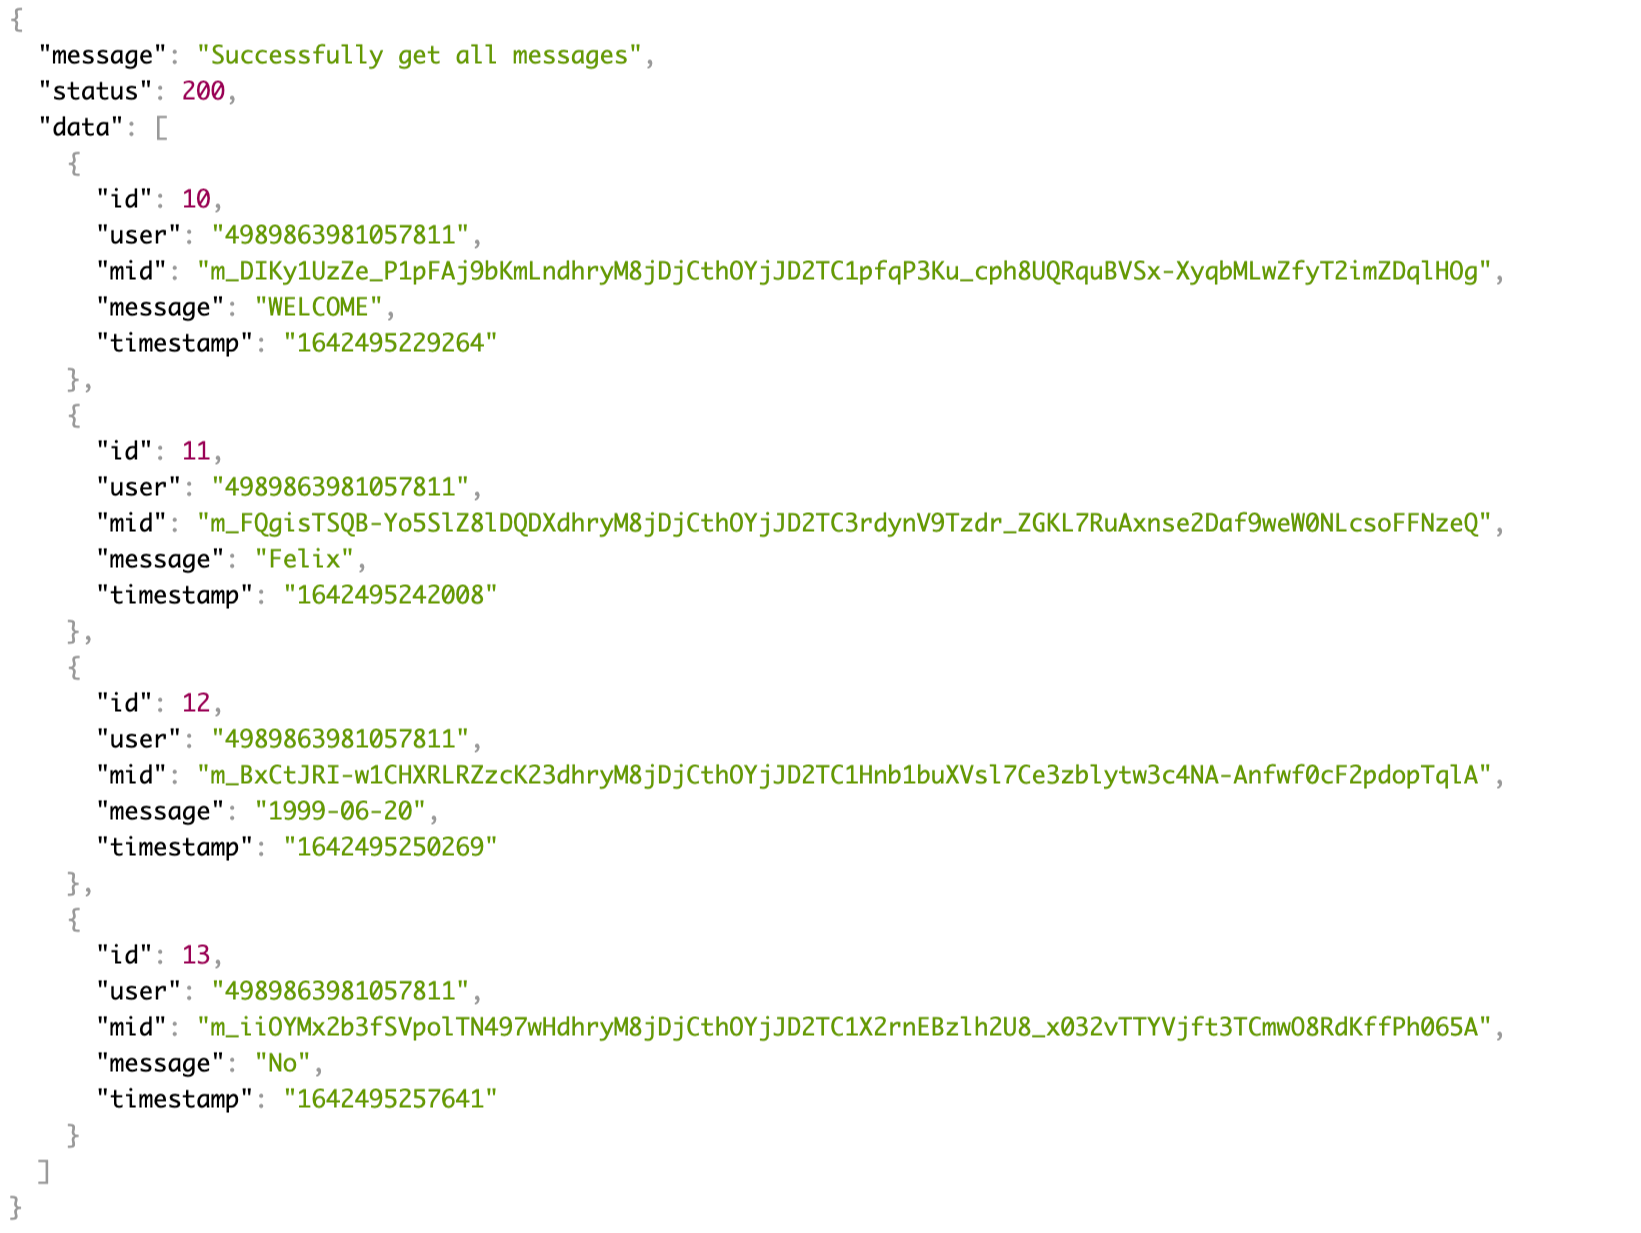 {
  "message": "Successfully get all messages",
  "status": 200,
  "data": [
    {
      "id": 10,
      "user": "4989863981057811",
      "mid": "m_DIKy1UzZe_P1pFAj9bKmLndhryM8jDjCthOYjJD2TC1pfqP3Ku_cph8UQRquBVSx-XyqbMLwZfyT2imZDqlHOg",
      "message": "WELCOME",
      "timestamp": "1642495229264"
    },
    {
      "id": 11,
      "user": "4989863981057811",
      "mid": "m_FQgisTSQB-Yo5SlZ8lDQDXdhryM8jDjCthOYjJD2TC3rdynV9Tzdr_ZGKL7RuAxnse2Daf9weW0NLcsoFFNzeQ",
      "message": "Felix",
      "timestamp": "1642495242008"
    },
    {
      "id": 12,
      "user": "4989863981057811",
      "mid": "m_BxCtJRI-w1CHXRLRZzcK23dhryM8jDjCthOYjJD2TC1Hnb1buXVsl7Ce3zblytw3c4NA-Anfwf0cF2pdopTqlA",
      "message": "1999-06-20",
      "timestamp": "1642495250269"
    },
    {
      "id": 13,
      "user": "4989863981057811",
      "mid": "m_iiOYMx2b3fSVpolTN497wHdhryM8jDjCthOYjJD2TC1X2rnEBzlh2U8_x032vTTYVjft3TCmwO8RdKffPh065A",
      "message": "No",
      "timestamp": "1642495257641"
    }
  ]
}